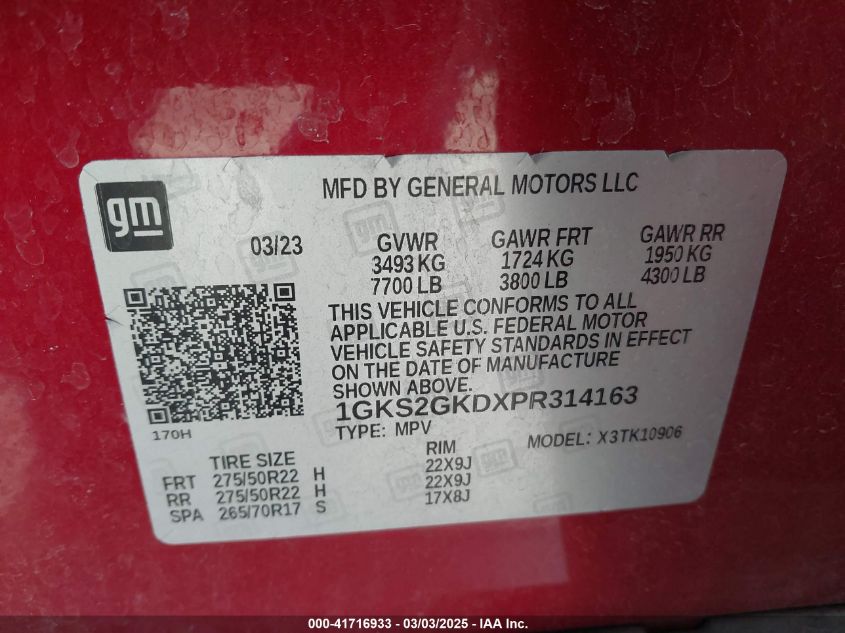 gm
MFD BY GENERAL MOTORS LLC
03/23
GVWR GAWR FRT GAWR RR
3493 KG 1724 KG 1950 KG
7700 LB 3800 LB 4300 LB
THIS VEHICLE CONFORMS TO ALL
APPLICABLE U.S. FEDERAL MOTOR
VEHICLE SAFETY STANDARDS IN EFFECT
ON THE DATE OF MANUFACTURE
SHOWN ABOVE.
1GKS2GKDXPR314163
170H
TYPE: MPV MODEL: X3TK10906
TIRE SIZE RIM
FRT 275/50R22 H 22X9J
RR 275/50R22 H 22X9J
SPA 265/70R17 S 17X8J
000-41716933 - 03/03/2025 - IAA Inc.